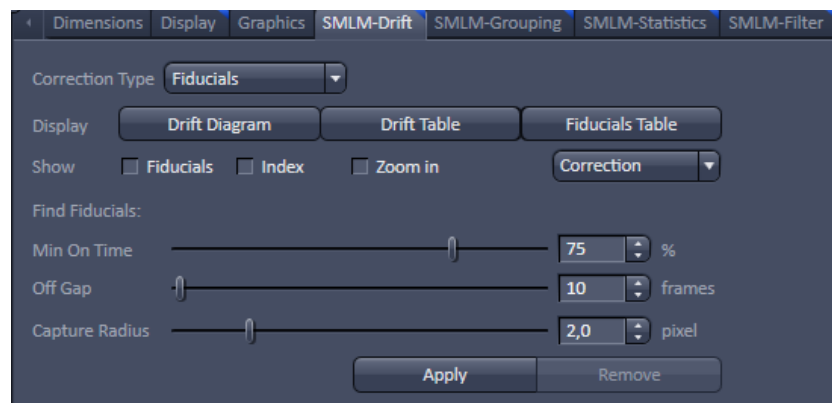 Dimensions Display Graphics SMLM-Drift SMLM-Grouping SMLM-Statistics SMLM-Filter
Correction Type Fiducials
Display Drift Diagram Drift Table Fiducials Table
Show Fiducials Index Zoom in Correction
Find Fiducials:
Min On Time 75 %
Off Gap 10 frames
Capture Radius 2,0 pixel
Apply Remove